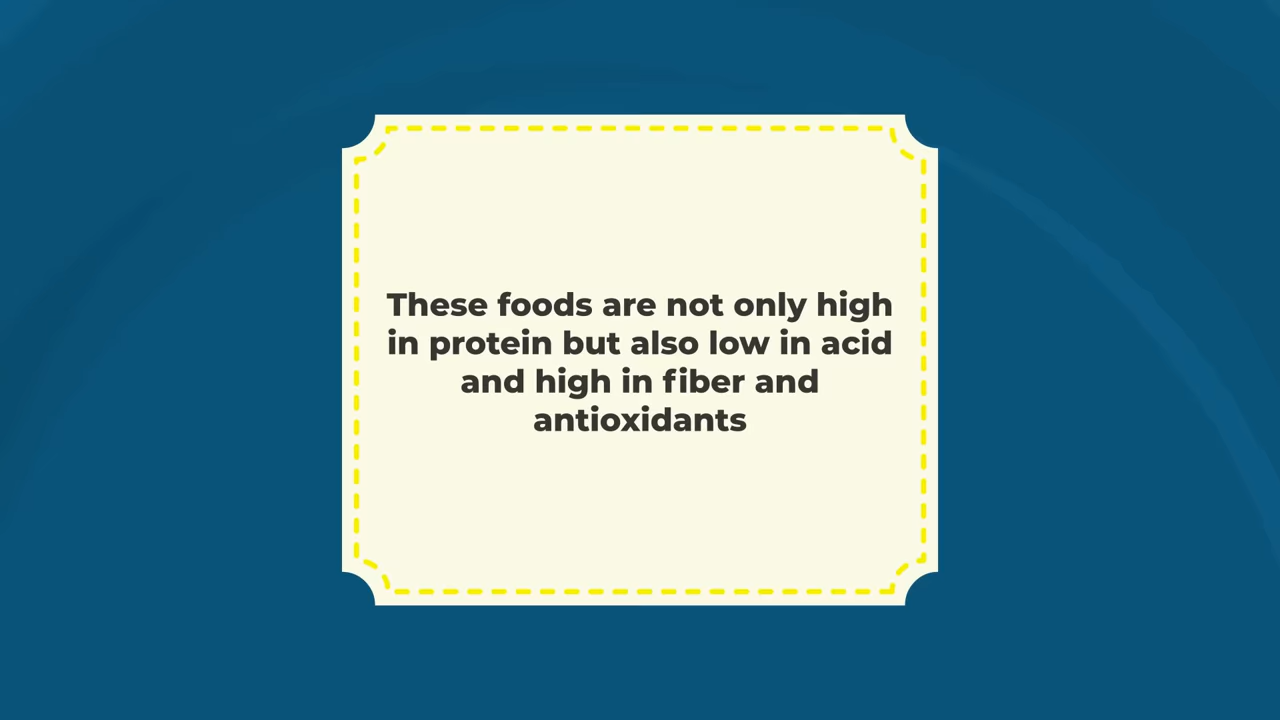 These foods are not only high
in protein but also low in acid
and high in fiber and
antioxidants